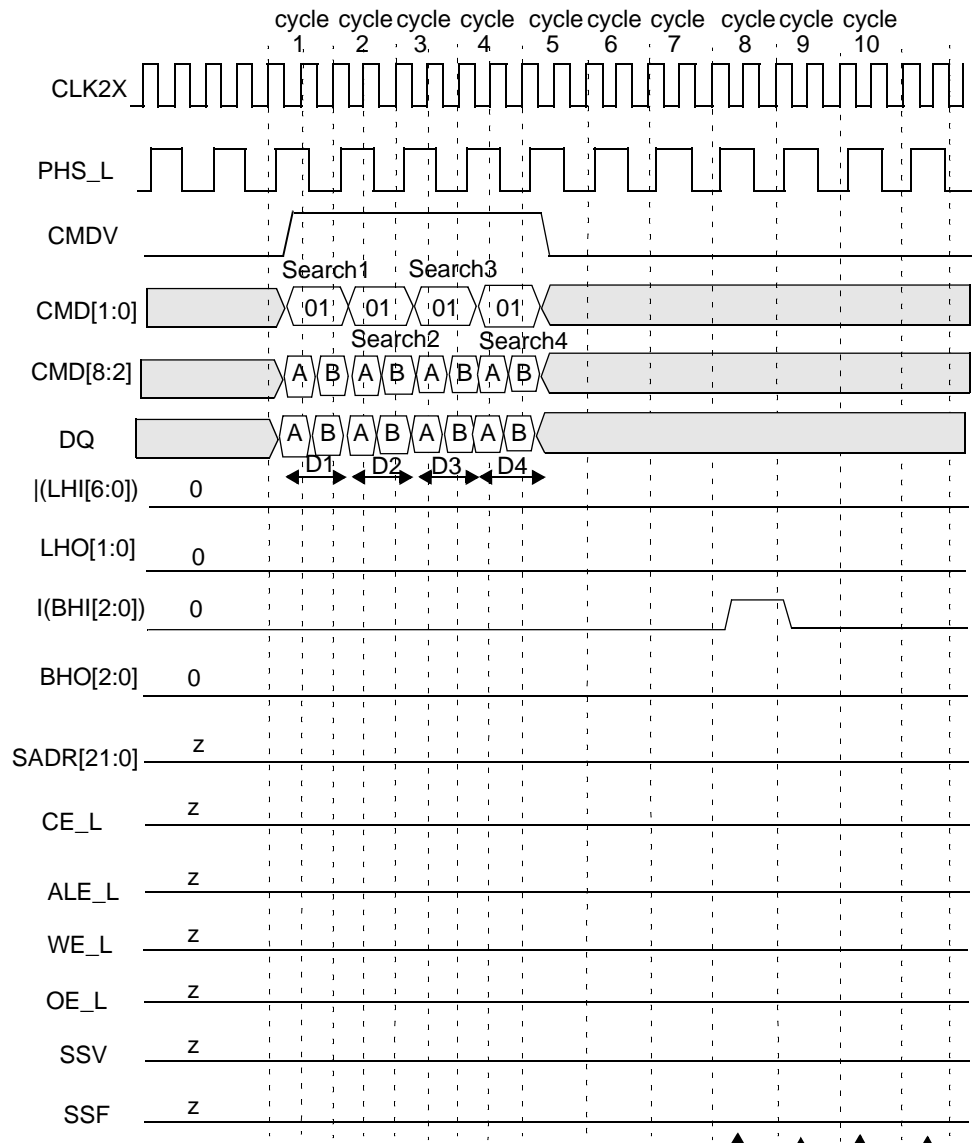 cycle cycle cycle cycle cycle cycle cycle cycle cycle cycle
1 2 3 4 5 6 7 8 9 10
CLK2X
PHS_L
CMDV
Search1 Search3
CMD[1:0] 01 01 01 01
Search2 Search4
CMD[8:2] A B A B A B A B
DQ A B A B A B A B
D1 D2 D3 D4
|(LHI[6:0]) 0
LHO[1:0] 0
I(BHI[2:0]) 0
BHO[2:0] 0
SADR[21:0] z
CE_L z
ALE_L z
WE_L z
OE_L z
SSV z
SSF z